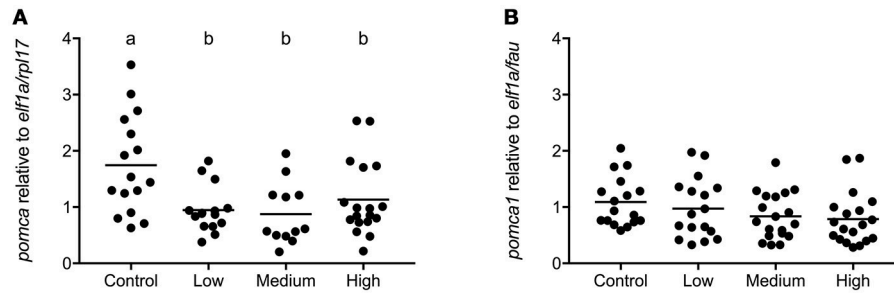 A
pomca relative to elf1a/rpl17
4
3
2
1
0
a b b b
Control Low Medium High
B
pomca1 relative to elf1a/fau
4
3
2
1
0
Control Low Medium High